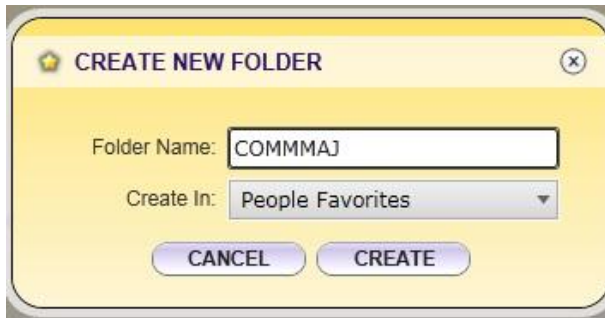 CREATE NEW FOLDER
Folder Name: COMMMAJ
Create In: People Favorites
CANCEL CREATE